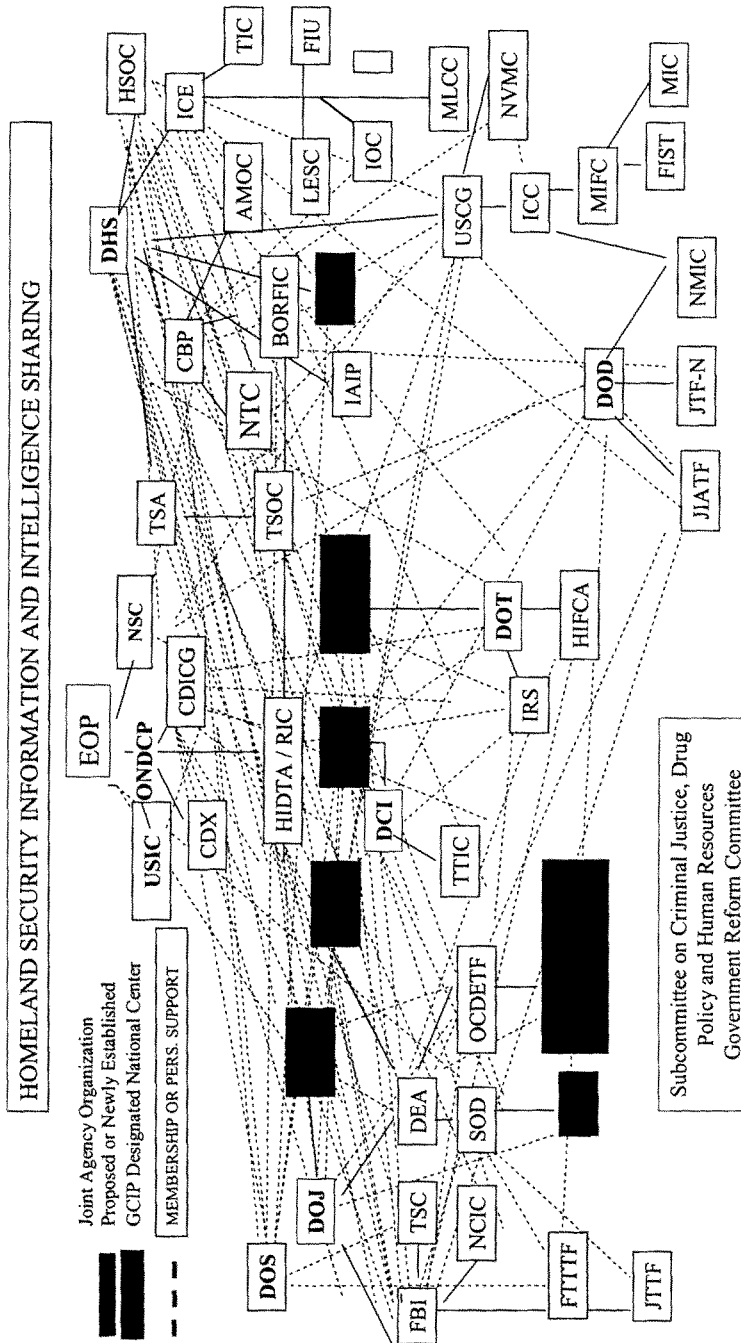 HOMELAND SECURITY INFORMATION AND INTELLIGENCE SHARING
Joint Agency Organization
Proposed or Newly Established
GCIP Designated National Center
MEMBERSHIP OR PERS. SUPPORT
EOP
USIC
ONDCP
NSC
CDX
CDICG
TSA
CBP
DHS
HSOC
ICE
TIC
DOS
DOJ
HIDTA / RIC
TSOC
NTC
BORFIC
AMOC
LESC
FIU
IOC
FBI
TSC
DEA
DCI
IAIP
MLCC
NCIC
SOD
OCDETF
TTIC
USCG
NVMC
IRS
DOT
ICC
FTTTF
HIFCA
DOD
MIFC
JTTF
JIATF
JTF-N
NMIC
FIST
MIC
Subcommittee on Criminal Justice, Drug
Policy and Human Resources
Government Reform Committee